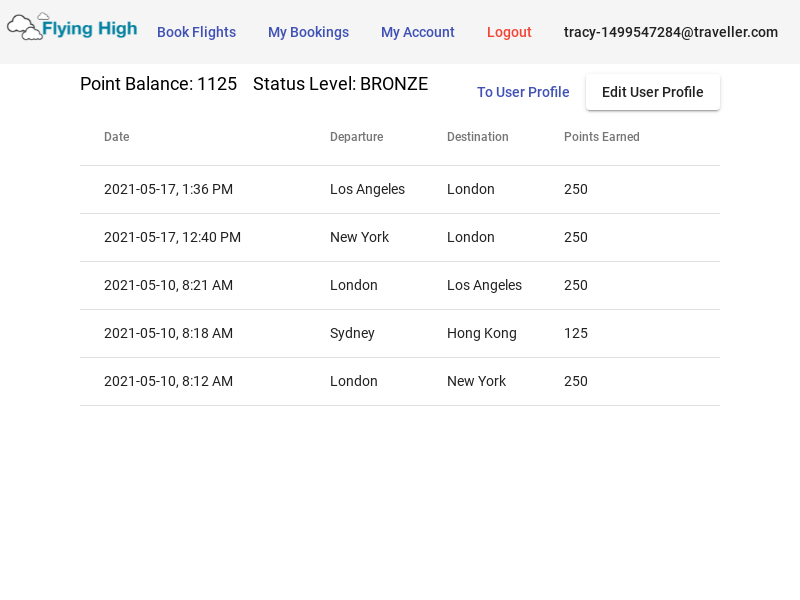 Flying High Book Flights My Bookings My Account Logout tracy-1499547284@traveller.com
Point Balance: 1125 Status Level: BRONZE To User Profile Edit User Profile
Date Departure Destination Points Earned
2021-05-17, 1:36 PM Los Angeles London 250
2021-05-17, 12:40 PM New York London 250
2021-05-10, 8:21 AM London Los Angeles 250
2021-05-10, 8:18 AM Sydney Hong Kong 125
2021-05-10, 8:12 AM London New York 250